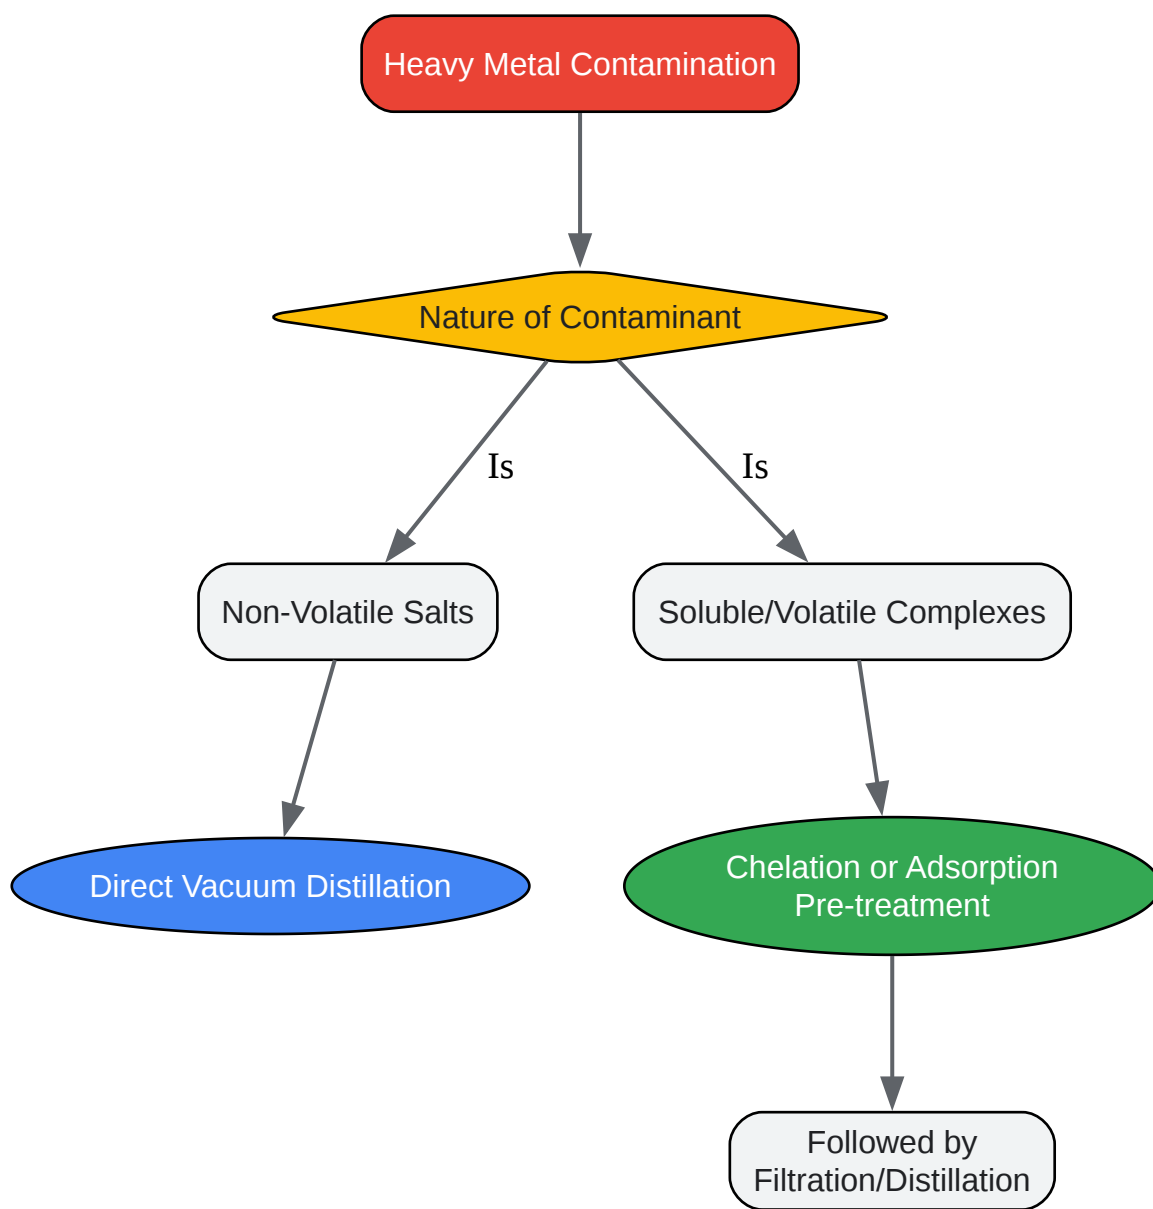 Heavy Metal Contamination
Nature of Contaminant
Is
Is
Non-Volatile Salts
Soluble/Volatile Complexes
Direct Vacuum Distillation
Chelation or Adsorption
Pre-treatment
Followed by
Filtration/Distillation